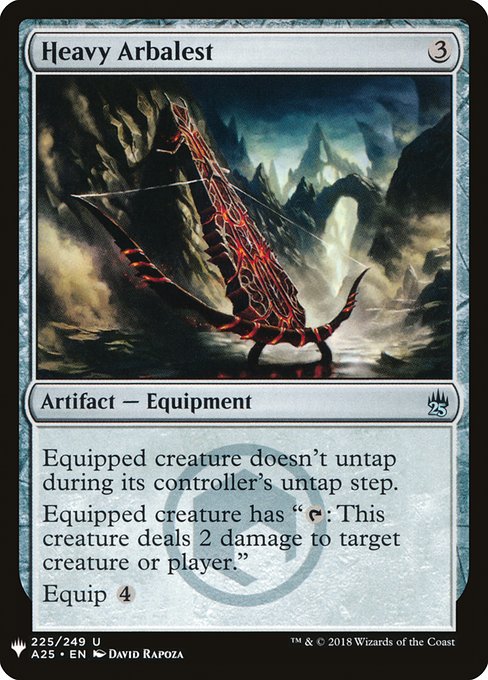 Heavy Arbalest 3
Artifact — Equipment
25
Equipped creature doesn't untap
during its controller's untap step.
Equipped creature has “: This
creature deals 2 damage to target
creature or player.”
Equip 4
225/249 U
A25 • EN DAVID RAPOZA
™ & © 2018 Wizards of the Coast